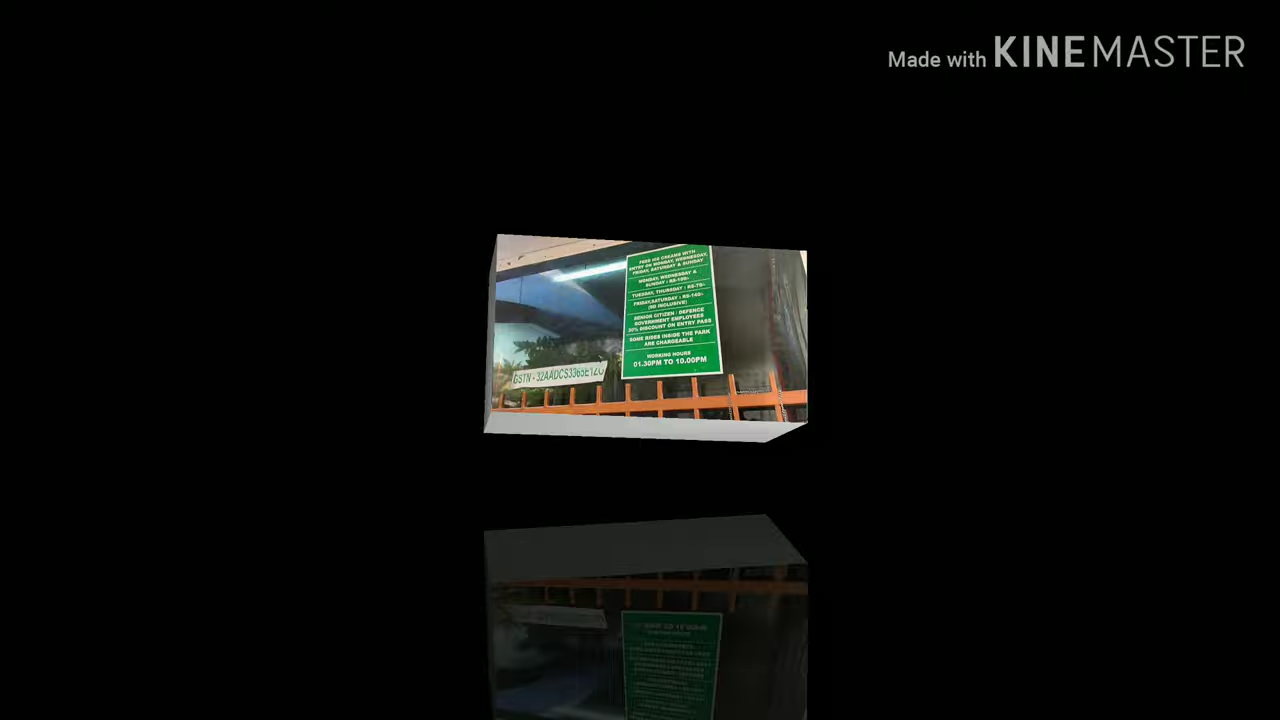 Made with KINEMASTER
FREE ICE CREAMS WITH
ENTRY ON MONDAY, WEDNESDAY,
FRIDAY, SATURDAY & SUNDAY
MONDAY, WEDNESDAY &
SUNDAY : RS-100/-
TUESDAY, THURSDAY : RS-70/-
FRIDAY,SATURDAY : RS-140/-
(5D INCLUSIVE)
SENIOR CITIZEN / DEFENCE
GOVERNMENT EMPLOYEES
20% DISCOUNT ON ENTRY PASS
SOME RIDES INSIDE THE PARK
ARE CHARGEABLE
WORKING HOURS
01.30PM TO 10.00PM